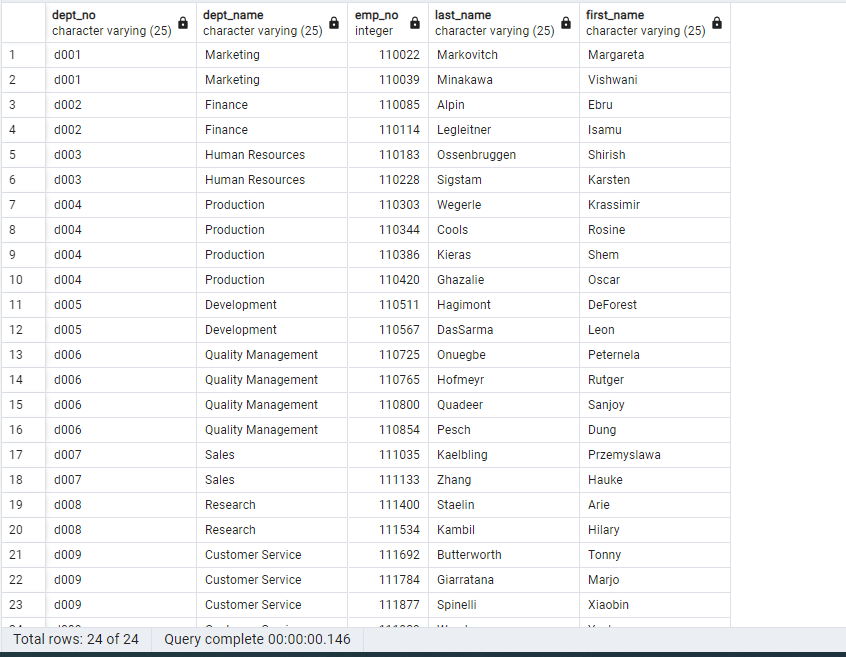 dept_no dept_name emp_no last_name first_name
character varying (25) character varying (25) integer character varying (25) character varying (25)
1 d001 Marketing 110022 Markovitch Margareta
2 d001 Marketing 110039 Minakawa Vishwani
3 d002 Finance 110085 Alpin Ebru
4 d002 Finance 110114 Legleitner Isamu
5 d003 Human Resources 110183 Ossenbruggen Shirish
6 d003 Human Resources 110228 Sigstam Karsten
7 d004 Production 110303 Wegerle Krassimir
8 d004 Production 110344 Cools Rosine
9 d004 Production 110386 Kieras Shem
10 d004 Production 110420 Ghazalie Oscar
11 d005 Development 110511 Hagimont DeForest
12 d005 Development 110567 DasSarma Leon
13 d006 Quality Management 110725 Onuegbe Peternela
14 d006 Quality Management 110765 Hofmeyr Rutger
15 d006 Quality Management 110800 Quadeer Sanjoy
16 d006 Quality Management 110854 Pesch Dung
17 d007 Sales 111035 Kaelbling Przemyslawa
18 d007 Sales 111133 Zhang Hauke
19 d008 Research 111400 Staelin Arie
20 d008 Research 111534 Kambil Hilary
21 d009 Customer Service 111692 Butterworth Tonny
22 d009 Customer Service 111784 Giarratana Marjo
23 d009 Customer Service 111877 Spinelli Xiaobin
Total rows: 24 of 24 Query complete 00:00:00.146